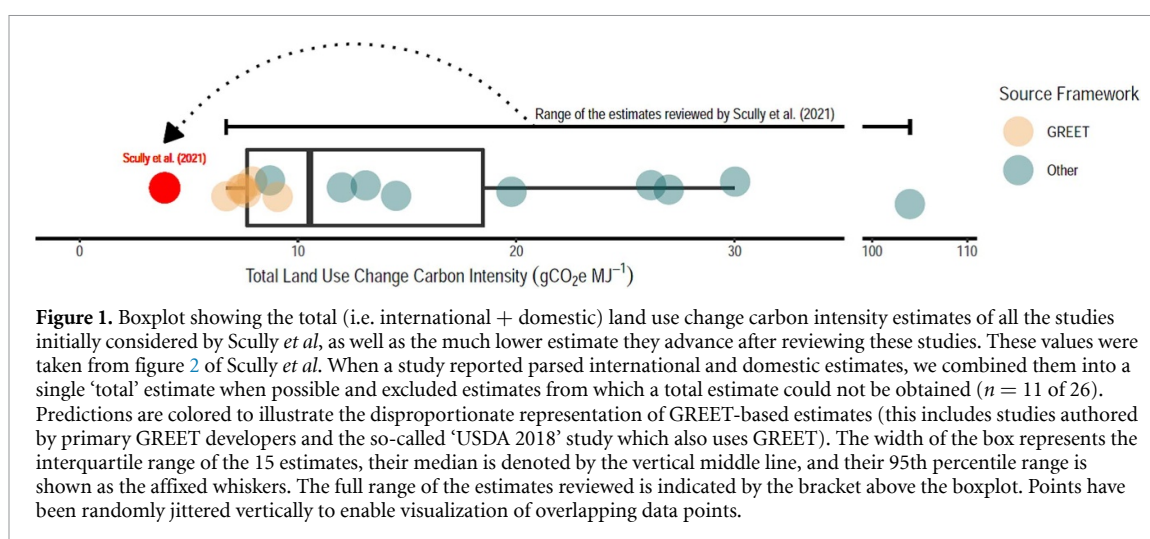 Source Framework
Range of the estimates reviewed by Scully et al. (2021)
GREET
Scully et al. (2021)
Other
0 10 20 30 100 110
Total Land Use Change Carbon Intensity (gCO₂e MJ⁻¹)
Figure 1. Boxplot showing the total (i.e. international + domestic) land use change carbon intensity estimates of all the studies
initially considered by Scully et al, as well as the much lower estimate they advance after reviewing these studies. These values were
taken from figure 2 of Scully et al. When a study reported parsed international and domestic estimates, we combined them into a
single ‘total’ estimate when possible and excluded estimates from which a total estimate could not be obtained (n = 11 of 26).
Predictions are colored to illustrate the disproportionate representation of GREET-based estimates (this includes studies authored
by primary GREET developers and the so-called ‘USDA 2018’ study which also uses GREET). The width of the box represents the
interquartile range of the 15 estimates, their median is denoted by the vertical middle line, and their 95th percentile range is
shown as the affixed whiskers. The full range of the estimates reviewed is indicated by the bracket above the boxplot. Points have
been randomly jittered vertically to enable visualization of overlapping data points.